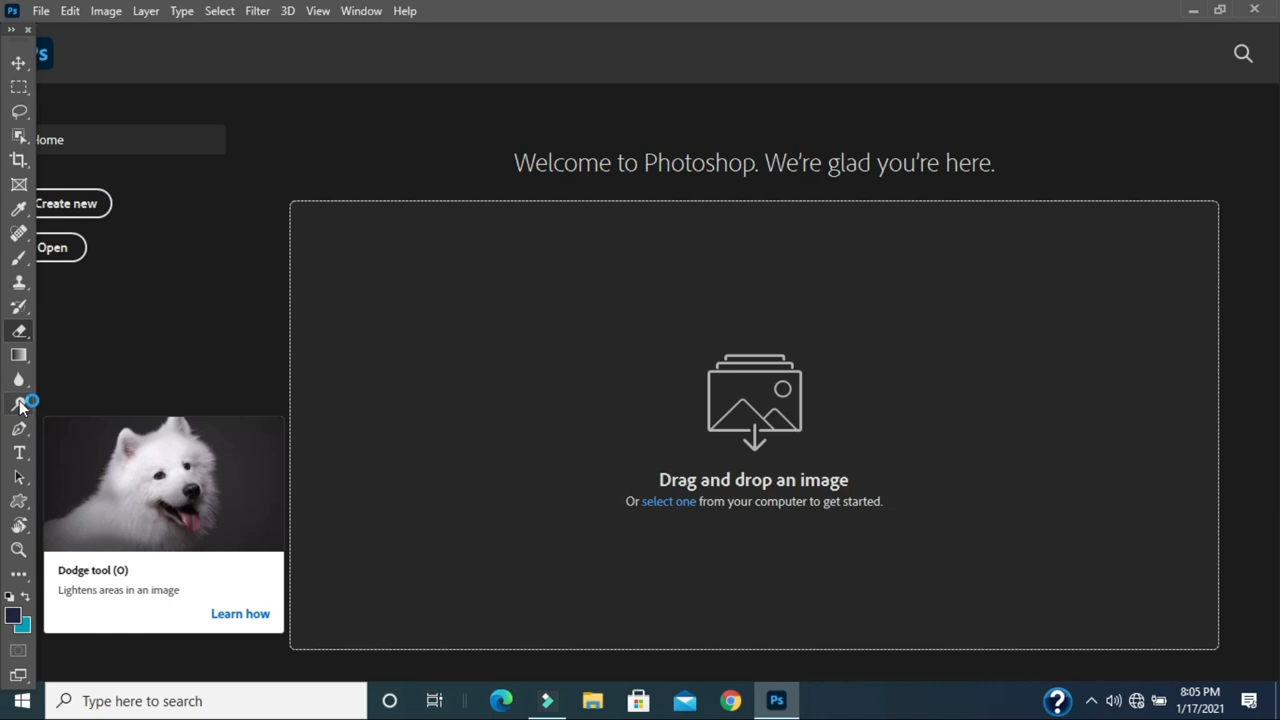 Ps File Edit Image Layer Type Select Filter 3D View Window Help
Ps
Home
Welcome to Photoshop. We're glad you're here.
Create new
Open
T
Drag and drop an image
Or select one from your computer to get started.
Dodge tool (O)
Lightens areas in an image
Learn how
Type here to search
Ps
8:05 PM
1/17/2021